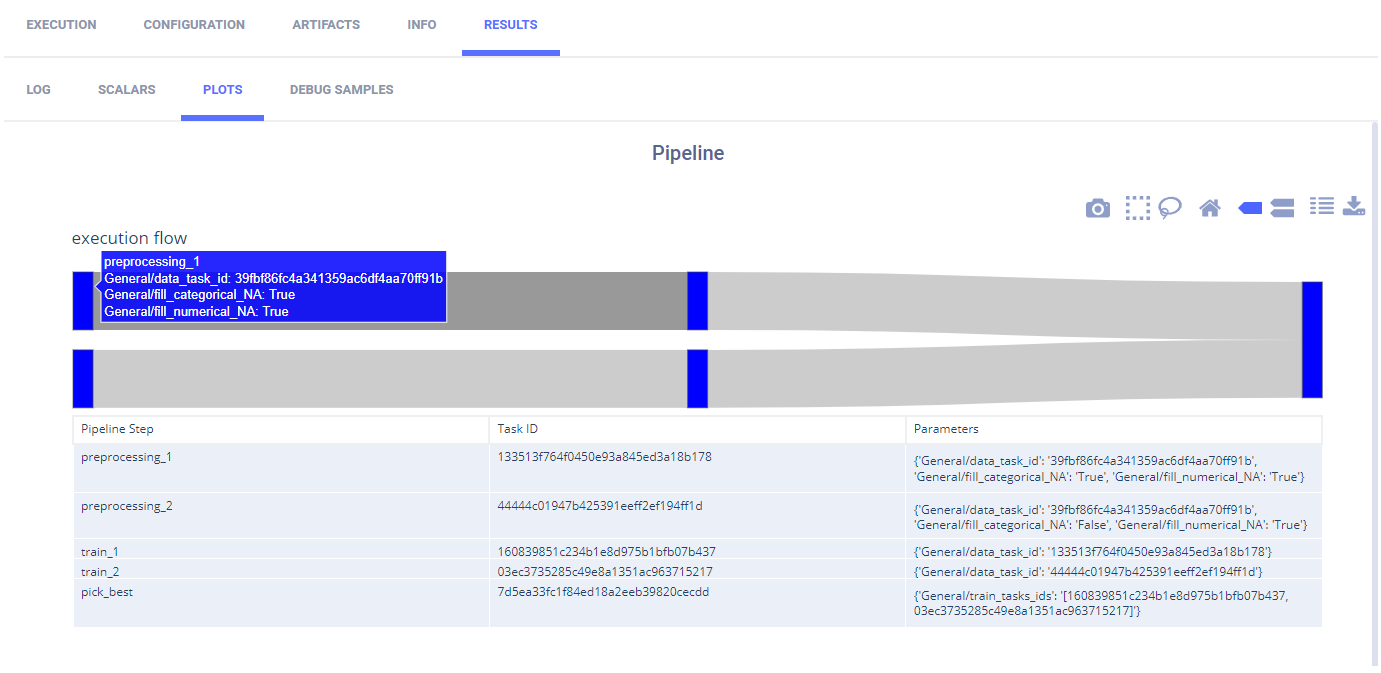 EXECUTION CONFIGURATION ARTIFACTS INFO RESULTS
LOG SCALARS PLOTS DEBUG SAMPLES
Pipeline
execution flow
preprocessing_1
General/data_task_id: 39fbf86fc4a341359ac6df4aa70ff91b
General/fill_categorical_NA: True
General/fill_numerical_NA: True
Pipeline Step Task ID Parameters
preprocessing_1 133513f764f0450e93a845ed3a18b178 {'General/data_task_id': '39fbf86fc4a341359ac6df4aa70ff91b',
'General/fill_categorical_NA': 'True', 'General/fill_numerical_NA': 'True'}
preprocessing_2 44444c01947b425391eeff2ef194ff1d {'General/data_task_id': '39fbf86fc4a341359ac6df4aa70ff91b',
'General/fill_categorical_NA': 'False', 'General/fill_numerical_NA': 'True'}
train_1 160839851c234b1e8d975b1bfb07b437 {'General/data_task_id': '133513f764f0450e93a845ed3a18b178'}
train_2 03ec3735285c49e8a1351ac963715217 {'General/data_task_id': '44444c01947b425391eeff2ef194ff1d'}
pick_best 7d5ea33fc1f84ed18a2eeb39820cecdd {'General/train_tasks_ids': '[160839851c234b1e8d975b1bfb07b437,
03ec3735285c49e8a1351ac963715217]'}